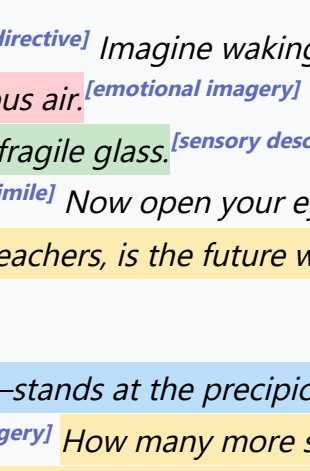 directive] Imagine waking
us air.[emotional imagery]
fragile glass.[sensory desc
imile] Now open your e
eachers, is the future w
—stands at the precipic
gery] How many more s